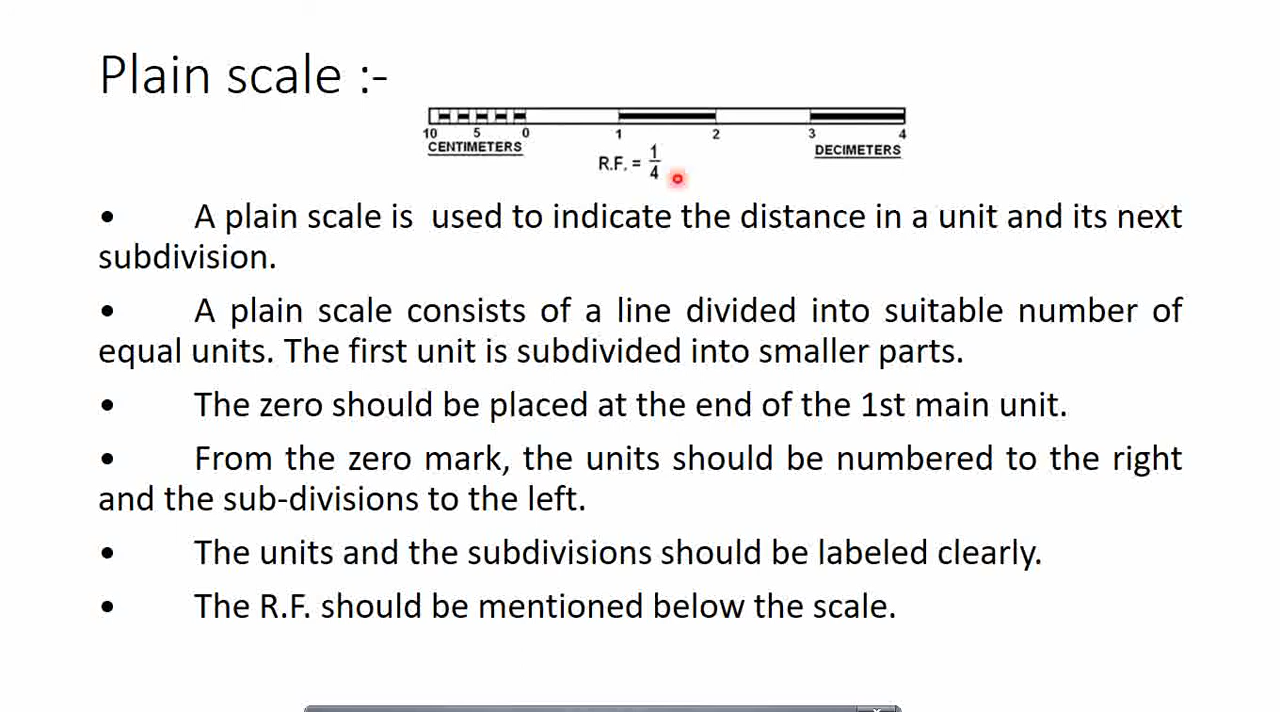 Plain scale :-
10 5 0 1 2 3 4
CENTIMETERS DECIMETERS
R.F. = 1/4
• A plain scale is used to indicate the distance in a unit and its next
subdivision.
• A plain scale consists of a line divided into suitable number of
equal units. The first unit is subdivided into smaller parts.
• The zero should be placed at the end of the 1st main unit.
• From the zero mark, the units should be numbered to the right
and the sub-divisions to the left.
• The units and the subdivisions should be labeled clearly.
• The R.F. should be mentioned below the scale.